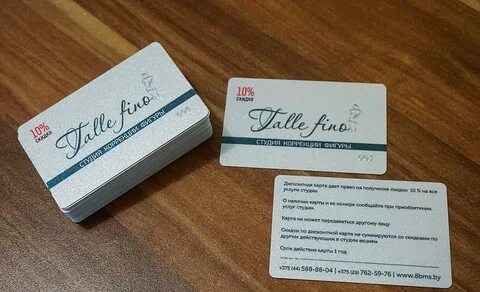 10%
скидка
Talle fino
СТУДИЯ КОРРЕКЦИИ ФИГУРЫ
10%
скидка
Talle fino
СТУДИЯ КОРРЕКЦИИ ФИГУРЫ
Дисконтная карта дает право на получение скидки 10 % на все
услуги студии
О наличии карты и ее номере сообщайте при приобретении
услуг студии
Карта не может передаваться другому лицу
Скидки по дисконтной карте не суммируются со скидками по
другим действующим в студии акциям
Срок действия карты 1 год
+375 (44) 588-88-04 | +375 (29) 762-59-76 | www.8bms.by